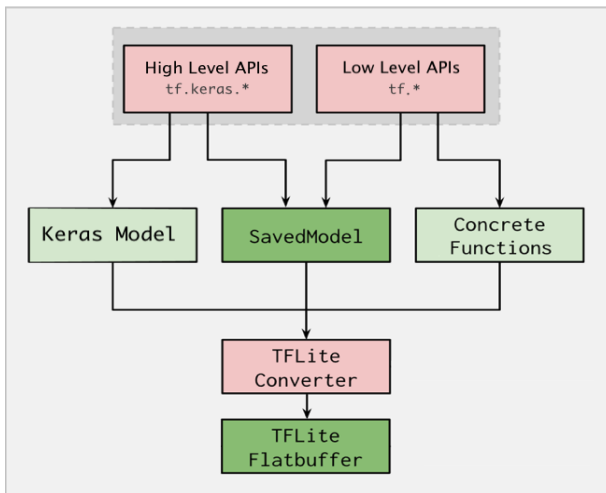 High Level APIs
tf.keras.*
Low Level APIs
tf.*
Keras Model
SavedModel
Concrete
Functions
TFLite
Converter
TFLite
Flatbuffer